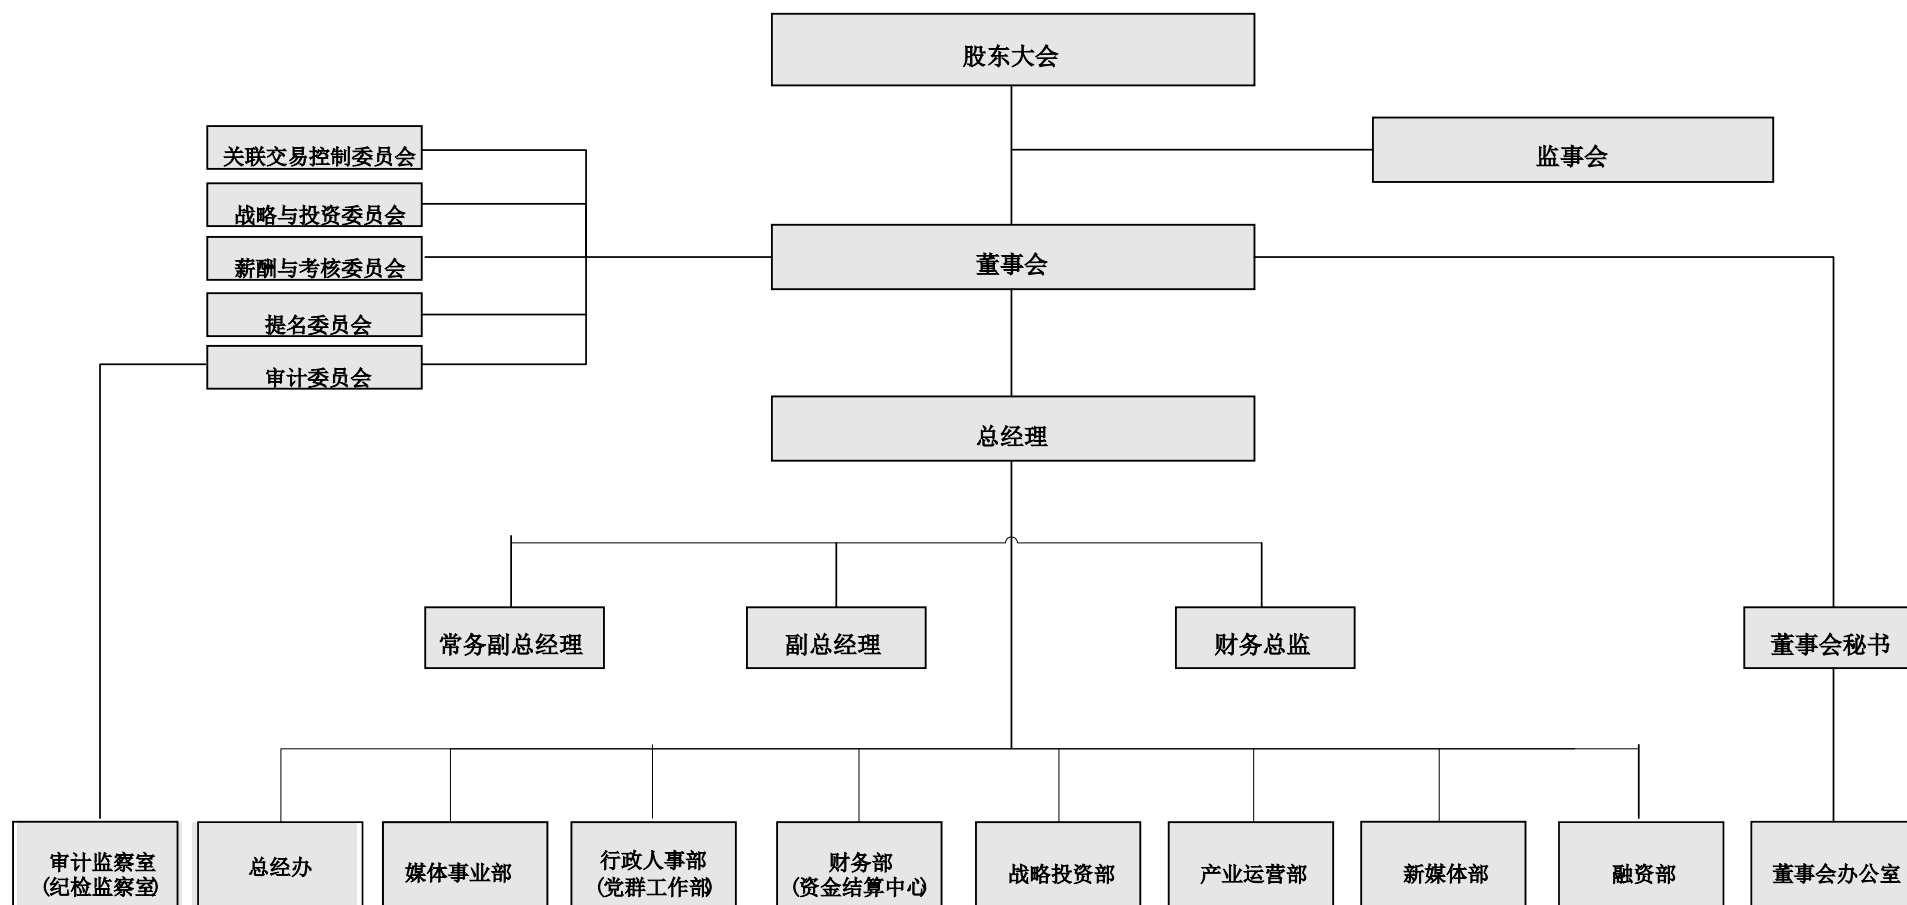 股东大会
关联交易控制委员会
监事会
战略与投资委员会
薪酬与考核委员会
董事会
提名委员会
审计委员会
总经理
常务副总经理
副总经理
财务总监
董事会秘书
审计监察室
(纪检监察室)
总经办
媒体事业部
行政人事部
(党群工作部)
财务部
(资金结算中心)
战略投资部
产业运营部
新媒体部
融资部
董事会办公室